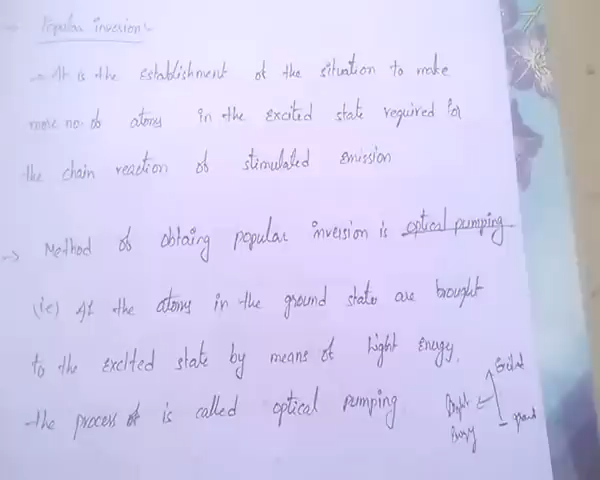 → Popular invesion:-
→ It is the establishment of the situation to make
more no. of atoms in the excited state required for
the chain reaction of stimulated emission
→ Method of obtaing popular inversion is optical pumping
(ie) If the atoms in the ground state are brought
to the excited state by means of light energy,
the process of is called optical pumping
Excited
ground